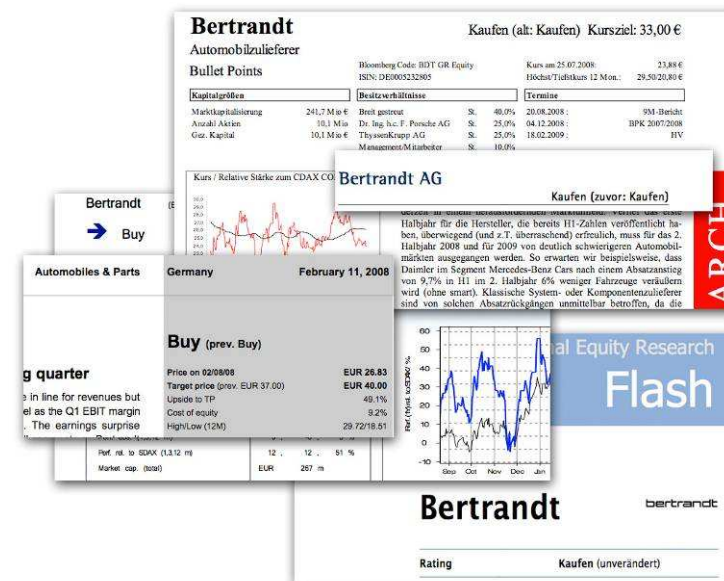 Bertrandt
Kaufen (alt: Kaufen) Kursziel: 33,00 €
Automobilzulieferer
Bullet Points
Bloomberg Code: BDT GR Equity
ISIN: DE0005232805
Kurs am 25.07.2008: 23,88 €
Höchst/Tiefstkurs 12 Mon.: 29,50/20,80 €
Kapitalgrößen
Marktkapitalisierung 241,7 Mio €
Anzahl Aktien 10,1 Mio
Gez. Kapital 10,1 Mio €
Besitzverhältnisse
Breit gestreut St. 40,0%
Dr. Ing. h.c. F. Porsche AG St. 25,0%
ThyssenKrupp AG St. 25,0%
Management/Mitarbeiter St. 10,0%
Termine
20.08.2008 : 9M-Bericht
04.12.2008 : BPK 2007/2008
18.02.2009 : HV
Kurs / Relative Stärke zum CDAX
Bertrandt AG
Kaufen (zuvor: Kaufen)
Halbjahr für die Hersteller, die bereits H1-Zahlen veröffentlicht ha-
ben, überwiegend (und z.T. überraschend) erfreulich, muss für das 2.
Halbjahr 2008 und für 2009 von deutlich schwierigeren Automobil-
märkten ausgegangen werden. So erwarten wir beispielsweise, dass
Daimler im Segment Mercedes-Benz Cars nach einem Absatzanstieg
von 9,7% in H1 im 2. Halbjahr 6% weniger Fahrzeuge veräußern
wird (ohne smart). Klassische System- oder Komponentenzulieferer
sind von solchen Absatzrückgängen unmittelbar betroffen, da die
ARCH
Bertrandt
Buy
Automobiles & Parts
Germany
February 11, 2008
Buy (prev. Buy)
g quarter
e in line for revenues but
el as the Q1 EBIT margin
. The earnings surprise
Price on 02/08/08 EUR 26.83
Target price (prev. EUR 37.00) EUR 40.00
Upside to TP 49.1%
Cost of equity 9.2%
High/Low (12M) 29.72/18.51
Perf. rel. to SDAX (1,3,12 m) 12 , 12 , 51 %
Market cap. (total) EUR 267 m
60
50
40
30
20
10
0
-10
Sep Oct Nov Dec Jan
al Equity Research
Flash
Bertrandt
bertrandt
Rating
Kaufen (unverändert)